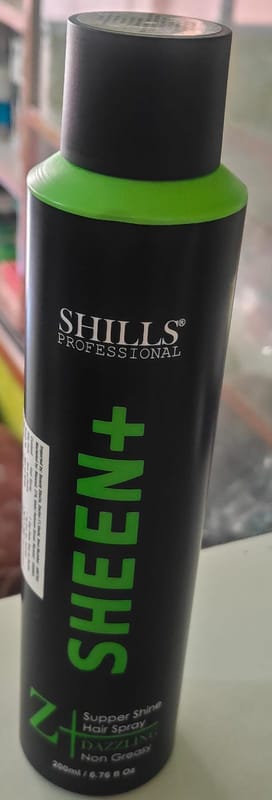 SHILLS®
PROFESSIONAL
SHEEN+
Z+
Supper Shine
Hair Spray
DAZZLING
Non Greasy
200ml / 6.76 fl Oz